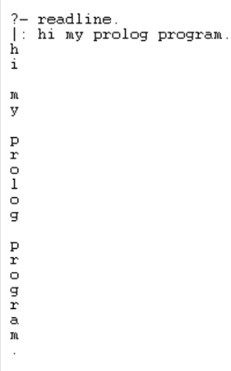 ?- readline.
|: hi my prolog program.
h
i

m
y

p
r
o
l
o
g

p
r
o
g
r
a
m
.